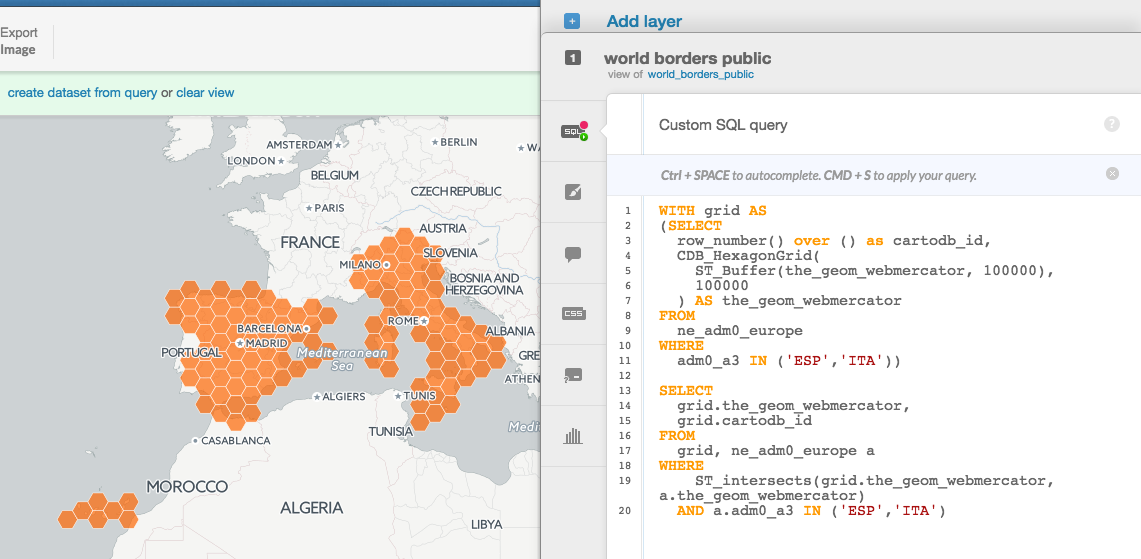 Export
Image
create dataset from query or clear view
AMSTERDAM
LONDON
BERLIN
WA
BELGIUM
CZECH REPUBLIC
PARIS
FRANCE
AUSTRIA
SLOVENIA
MILANO
BOSNIA AND
HERZEGOVINA
BARCELONA
ROME
ALBANIA
PORTUGAL
MADRID
Mediterranean
Sea
GRE
ATHEN
ALGIERS
TUNIS
TUNISIA
Medi
CASABLANCA
MOROCCO
ALGERIA
LIBYA
+ Add layer
1 world borders public
view of world_borders_public
SQL
CSS
Custom SQL query
?
Ctrl + SPACE to autocomplete. CMD + S to apply your query.
1 WITH grid AS
2 (SELECT
3 row_number() over () as cartodb_id,
4 CDB_HexagonGrid(
5 ST_Buffer(the_geom_webmercator, 100000),
6 100000
7 ) AS the_geom_webmercator
8 FROM
9 ne_adm0_europe
10 WHERE
11 adm0_a3 IN ('ESP','ITA'))
12
13 SELECT
14 grid.the_geom_webmercator,
15 grid.cartodb_id
16 FROM
17 grid, ne_adm0_europe a
18 WHERE
19 ST_intersects(grid.the_geom_webmercator,
a.the_geom_webmercator)
20 AND a.adm0_a3 IN ('ESP','ITA')